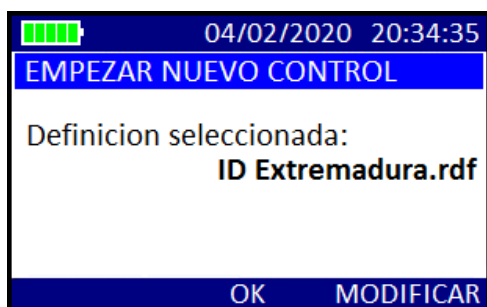 04/02/2020 20:34:35
EMPEZAR NUEVO CONTROL
Definicion seleccionada:
ID Extremadura.rdf
OK MODIFICAR